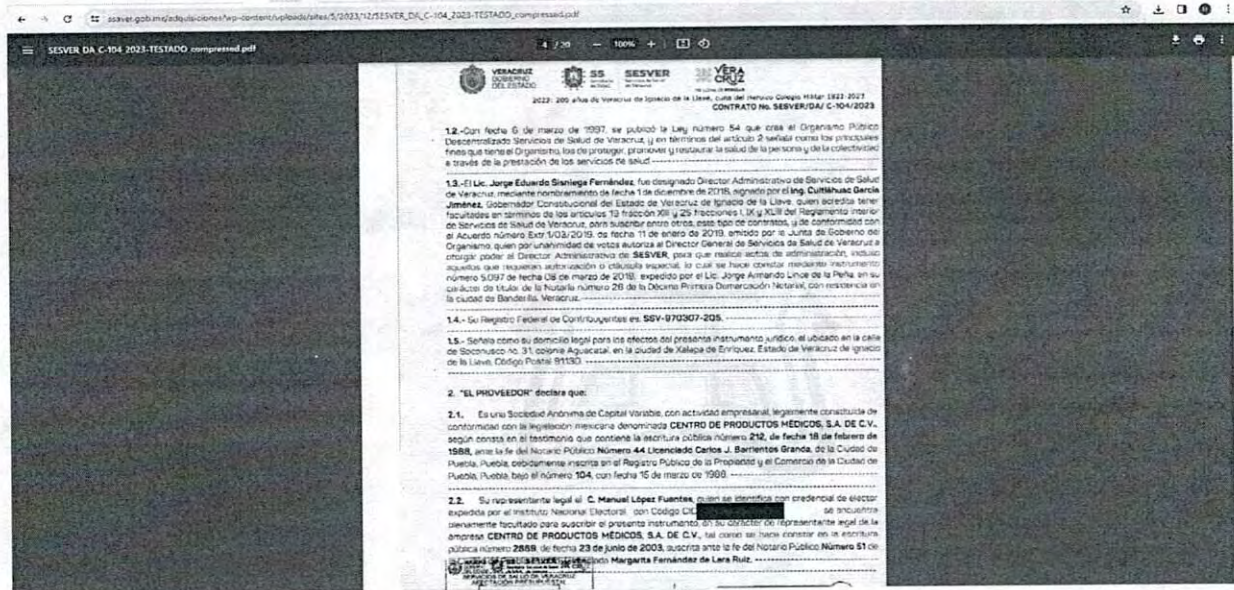 ssaver.gob.mx/adquisiciones/wp-content/uploads/sites/5/2023/12/SESVER_DA_C-104_2023-TESTADO_compressed.pdf
SESVER_DA_C-104_2023-TESTADO_compressed.pdf
4 / 20
100%
VERACRUZ
GOBIERNO
DEL ESTADO
SS
SESVER
VERA
CRUZ
2023: 200 años de Veracruz de Ignacio de la Llave, cuna del Heroico Colegio Militar 1823-2023
CONTRATO No. SESVER/DA/ C-104/2023
1.2.-Con fecha 6 de marzo de 1997, se publicó la Ley número 54 que crea el Organismo Público
Descentralizado Servicios de Salud de Veracruz, y en términos del artículo 2 señala como los principales
fines que tiene el Organismo, los de proteger, promover y restaurar la salud de la persona y de la colectividad
a través de la prestación de los servicios de salud.
1.3.-El Lic. Jorge Eduardo Sisniega Fernández, fue designado Director Administrativo de Servicios de Salud
de Veracruz, mediante nombramiento de fecha 1 de diciembre de 2018, signado por el Ing. Cuitláhuac García
Jiménez, Gobernador Constitucional del Estado de Veracruz de Ignacio de la Llave, quien acredita tener
facultades en términos de los artículos 13 fracción XIII y 25 fracciones I, IX y XLIII del Reglamento Interior
de Servicios de Salud de Veracruz, para suscribir entre otros, este tipo de contratos, y de conformidad con
el Acuerdo número Extr.1/03/2019, de fecha 11 de enero de 2019, emitido por la Junta de Gobierno del
Organismo, quien por unanimidad de votos autoriza al Director General de Servicios de Salud de Veracruz a
otorgar poder al Director Administrativo de SESVER, para que realice actos de administración, incluso
aquellos que requieran autorización o cláusula especial, lo cual se hace constar mediante instrumento
número 5,097 de fecha 08 de marzo de 2019, expedido por el Lic. Jorge Armando Lince de la Peña, en su
carácter de titular de la Notaría número 26 de la Décima Primera Demarcación Notarial, con residencia en
la ciudad de Banderilla, Veracruz.
1.4.- Su Registro Federal de Contribuyentes es: SSV-970307-205.
1.5.- Señala como su domicilio legal para los efectos del presente instrumento jurídico, el ubicado en la calle
de Soconusco no. 31, colonia Aguacatal, en la ciudad de Xalapa de Enríquez, Estado de Veracruz de Ignacio
de la Llave, Código Postal 91130.
2. "EL PROVEEDOR" declara que:
2.1. Es una Sociedad Anónima de Capital Variable, con actividad empresarial, legalmente constituida de
conformidad con la legislación mexicana denominada CENTRO DE PRODUCTOS MÉDICOS, S.A. DE C.V.,
según consta en el testimonio que contiene la escritura pública número 212, de fecha 18 de febrero de
1988, ante la fe del Notario Público Número 44 Licenciado Carlos J. Barrientos Granda, de la Ciudad de
Puebla, Puebla, debidamente inscrita en el Registro Público de la Propiedad y el Comercio de la Ciudad de
Puebla, Puebla, bajo el número 104, con fecha 15 de marzo de 1988.
2.2. Su representante legal el C. Manuel López Fuentes, quien se identifica con credencial de elector
expedida por el Instituto Nacional Electoral, con Código CIC se encuentra
plenamente facultado para suscribir el presente instrumento, en su carácter de representante legal de la
empresa CENTRO DE PRODUCTOS MÉDICOS, S.A. DE C.V., tal como se hace constar en la escritura
pública número 2889, de fecha 23 de junio de 2003, suscrita ante la fe del Notario Público Número 51 de
Margarita Fernández de Lara Ruiz.
SERVICIOS DE SALUD DE VERACRUZ
AFECTACIÓN PRESUPUESTAL